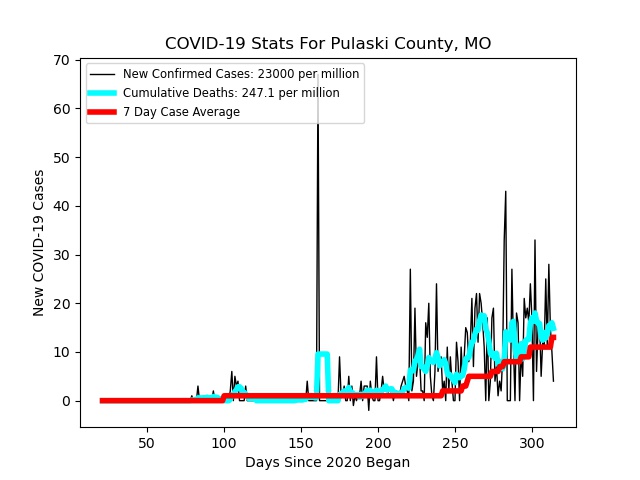 COVID-19 Stats For Pulaski County, MO
New Confirmed Cases: 23000 per million
Cumulative Deaths: 247.1 per million
7 Day Case Average
New COVID-19 Cases
70
60
50
40
30
20
10
0
50 100 150 200 250 300
Days Since 2020 Began